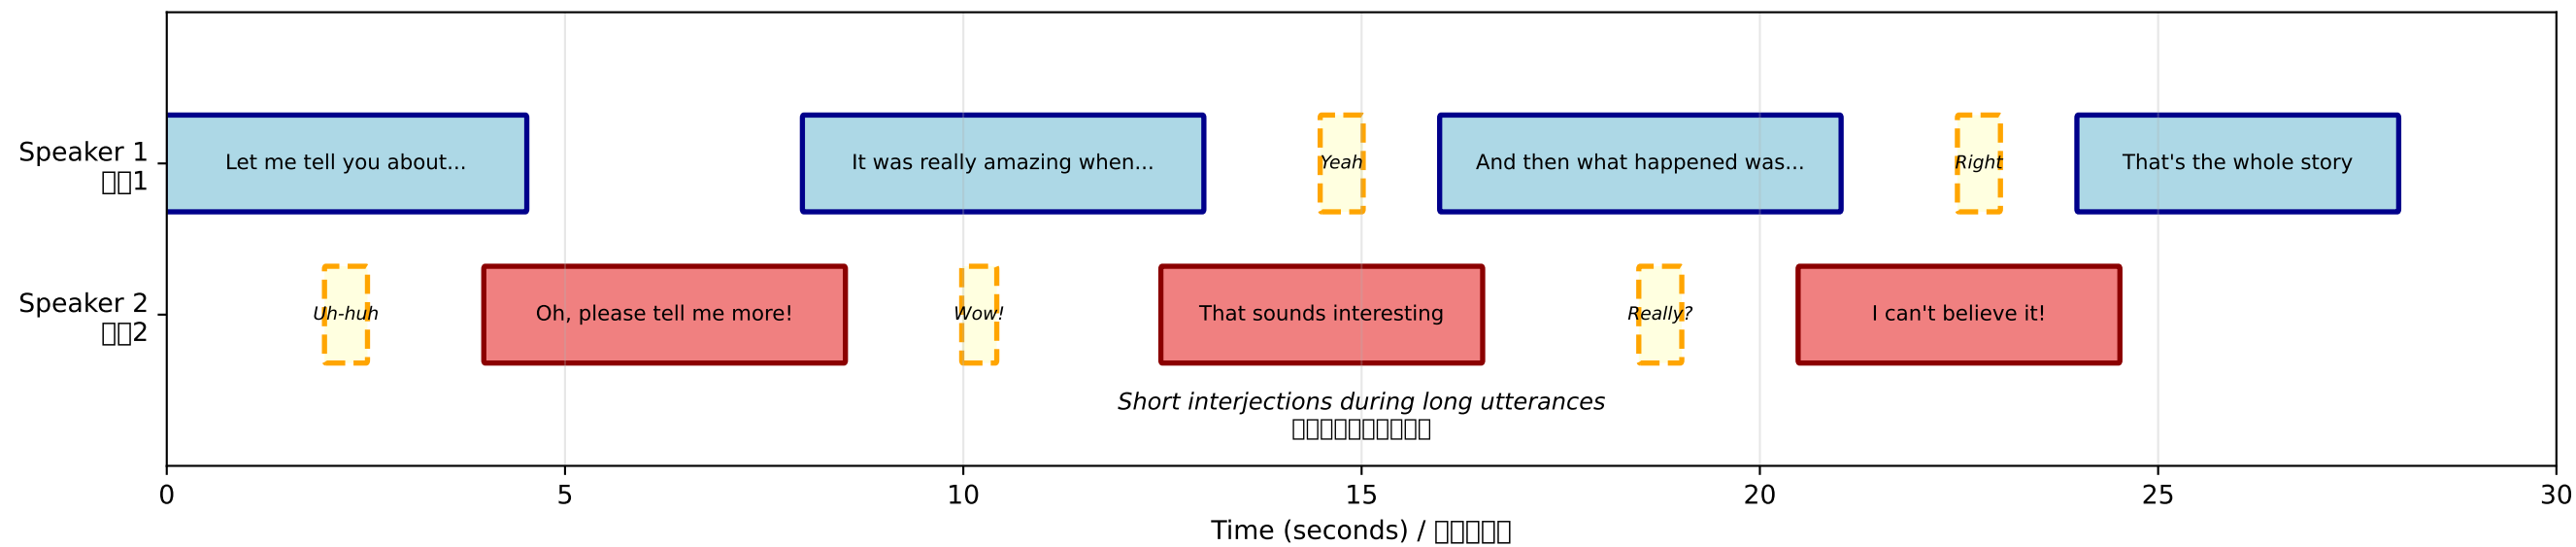 Speaker 1
1
Let me tell you about...
It was really amazing when...
Yeah
And then what happened was...
Right
That's the whole story
Speaker 2
2
Uh-huh
Oh, please tell me more!
Wow!
That sounds interesting
Really?
I can't believe it!
Short interjections during long utterances
0 5 10 15 20 25 30
Time (seconds) /